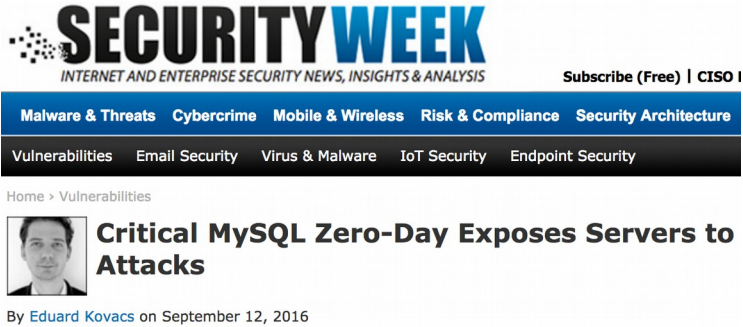 SECURITYWEEK
INTERNET AND ENTERPRISE SECURITY NEWS, INSIGHTS & ANALYSIS
Subscribe (Free) | CISO
Malware & Threats Cybercrime Mobile & Wireless Risk & Compliance Security Architecture
Vulnerabilities Email Security Virus & Malware IoT Security Endpoint Security
Home › Vulnerabilities
Critical MySQL Zero-Day Exposes Servers to
Attacks
By Eduard Kovacs on September 12, 2016